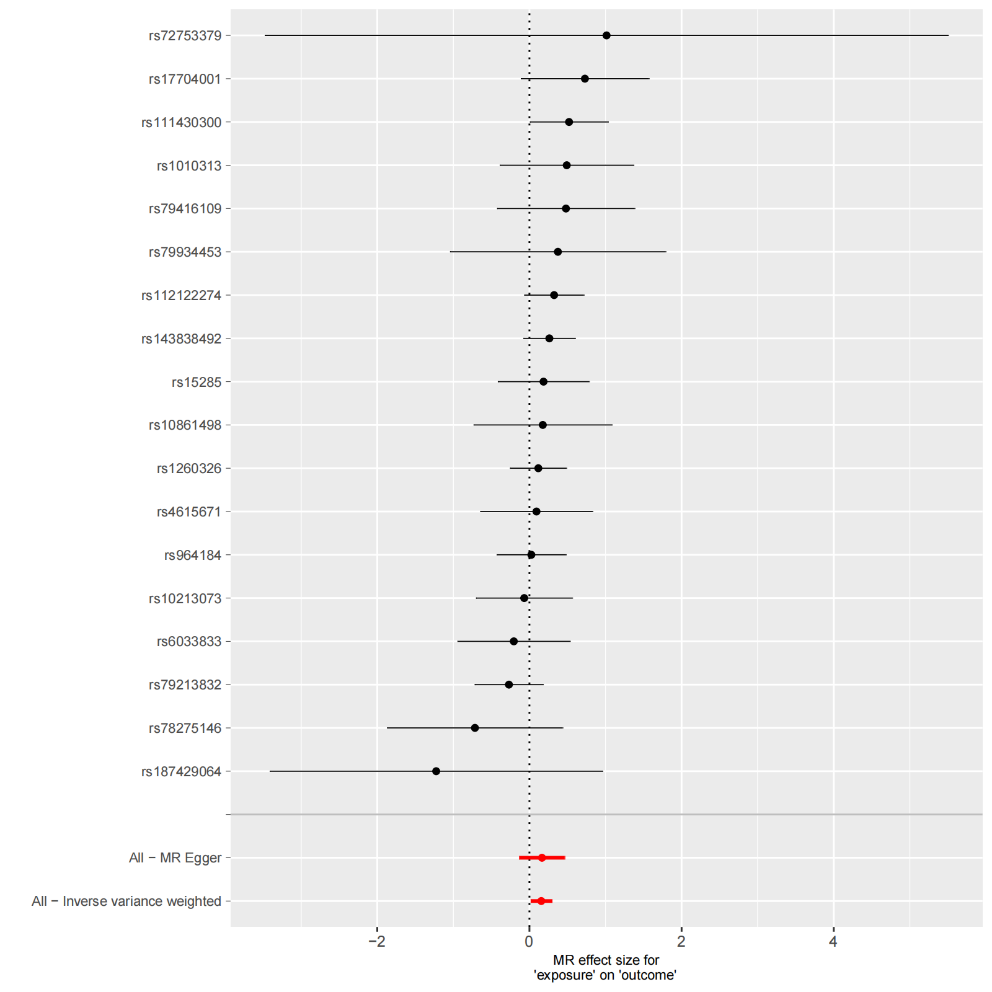 rs72753379
rs17704001
rs111430300
rs1010313
rs79416109
rs79934453
rs112122274
rs143838492
rs15285
rs10861498
rs1260326
rs4615671
rs964184
rs10213073
rs6033833
rs79213832
rs78275146
rs187429064
All − MR Egger
All − Inverse variance weighted
−2 0 2 4
MR effect size for
'exposure' on 'outcome'